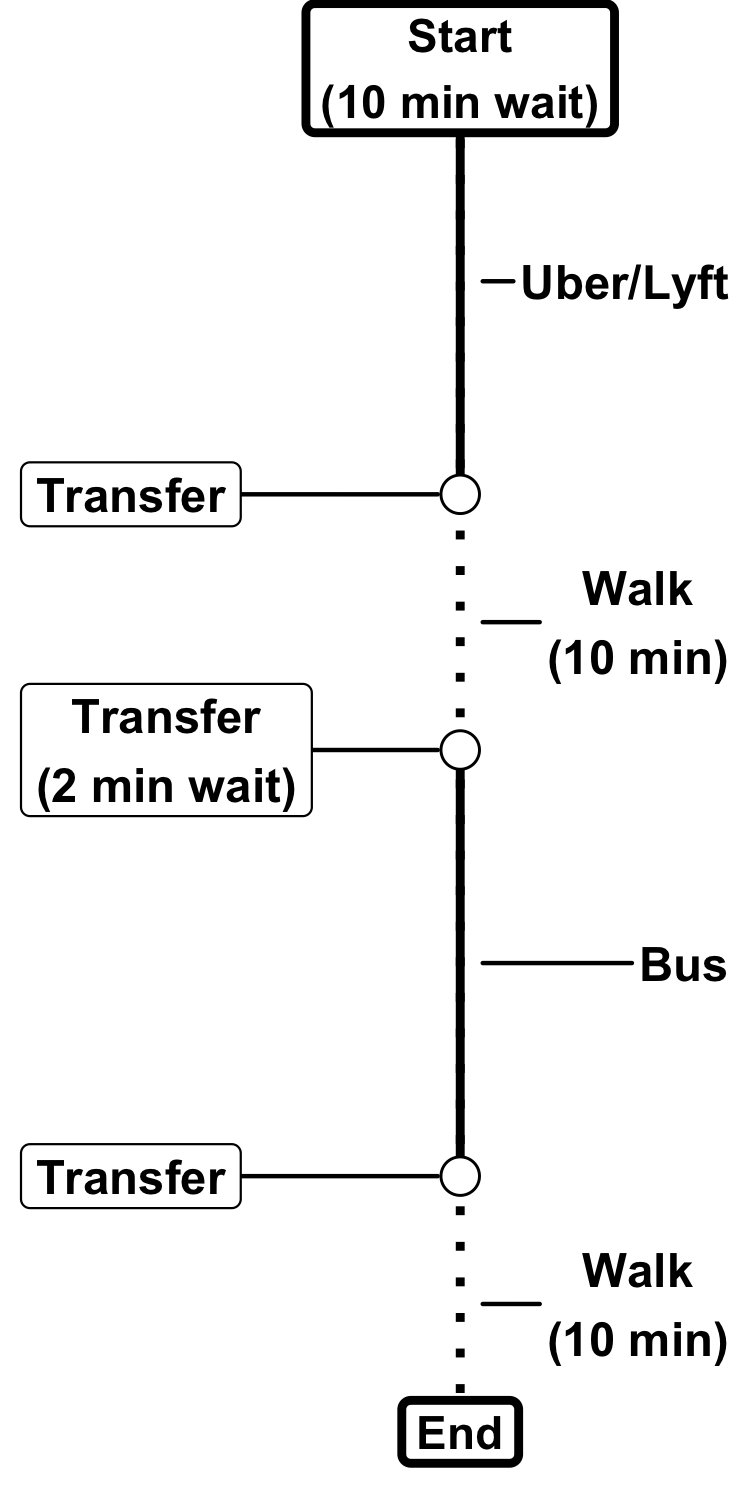 Start
(10 min wait)
Uber/Lyft
Transfer
Walk
(10 min)
Transfer
(2 min wait)
Bus
Transfer
Walk
(10 min)
End